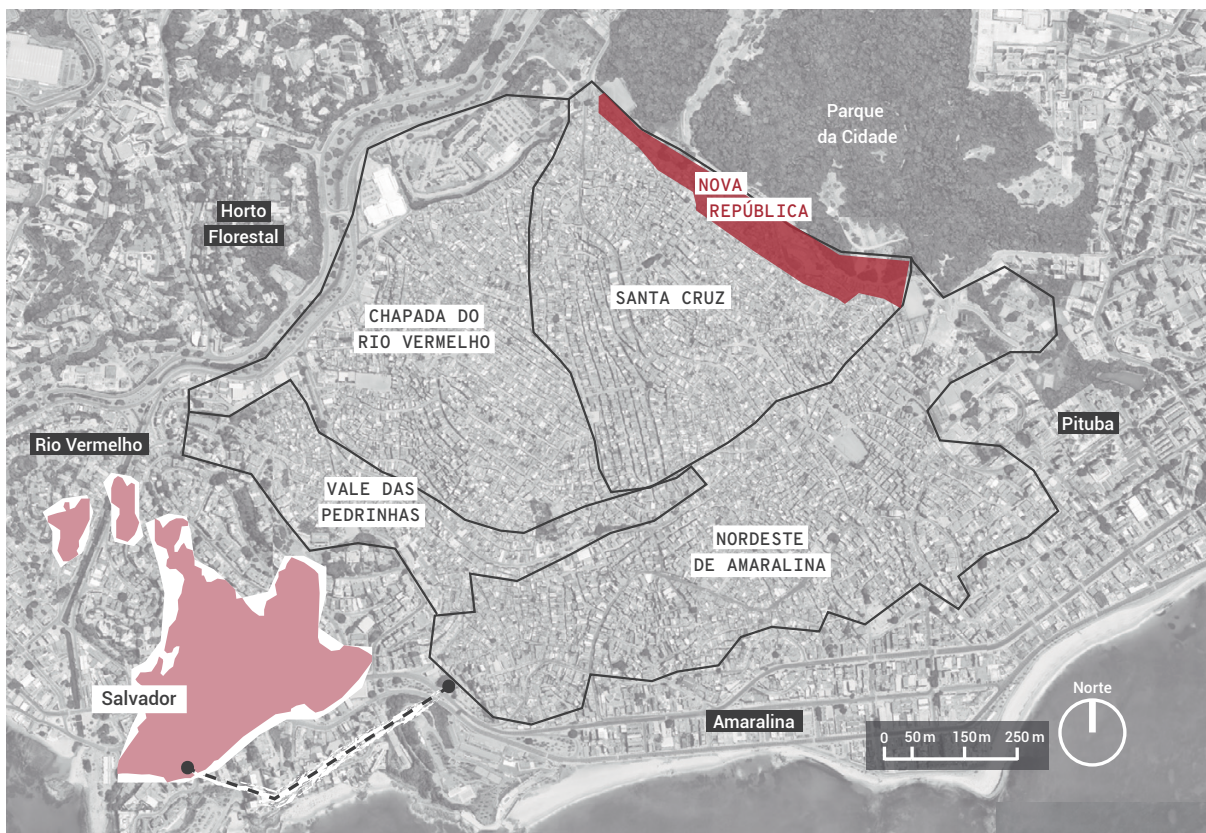 Parque
da Cidade
NOVA
REPÚBLICA
Horto
Florestal
SANTA CRUZ
CHAPADA DO
RIO VERMELHO
Pituba
Rio Vermelho
VALE DAS
PEDRINHAS
NORDESTE
DE AMARALINA
Salvador
Norte
Amaralina
0 50 m 150 m 250 m